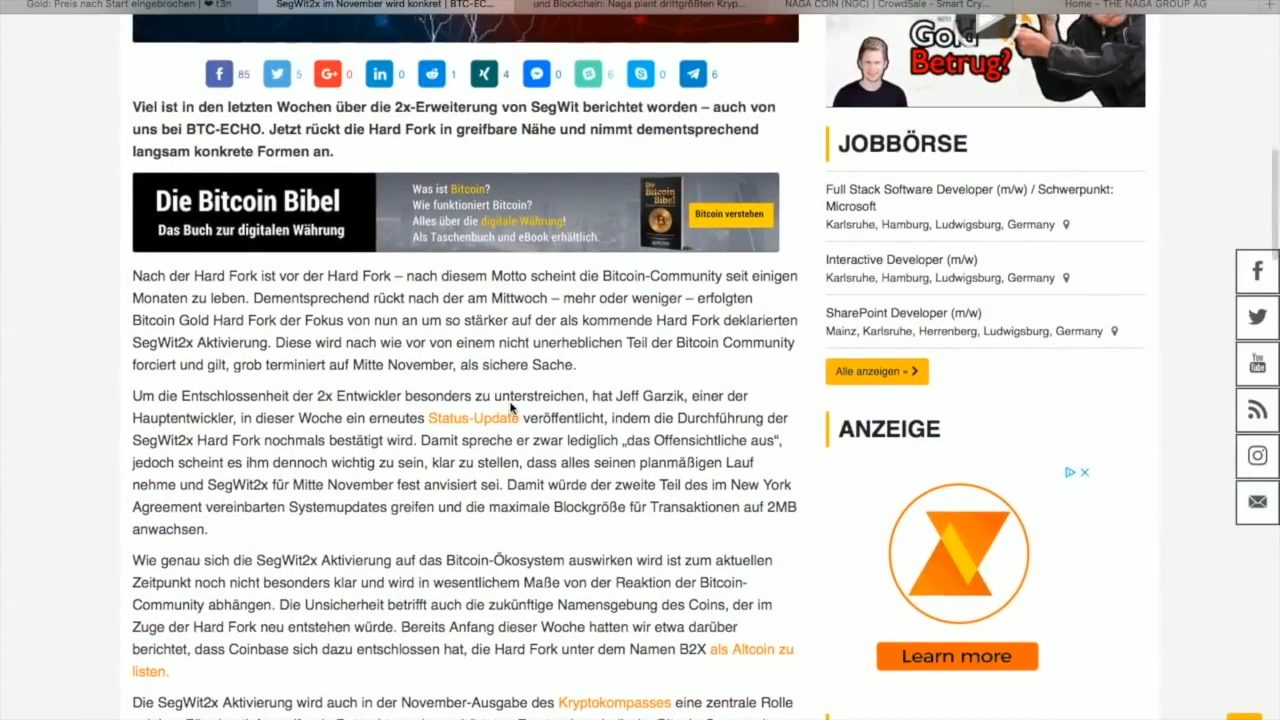 Gold: Preis nach Start eingebrochen | ❤ t3n
SegWit2x im November wird konkret | BTC-EC...
und Blockchain: Naga plant drittgrößten Kryp...
NAGA COIN (NGC) | CrowdSale - Smart Cry...
Home – THE NAGA GROUP AG
85
5
0
0
1
4
0
6
0
6
Viel ist in den letzten Wochen über die 2x-Erweiterung von SegWit berichtet worden – auch von
uns bei BTC-ECHO. Jetzt rückt die Hard Fork in greifbare Nähe und nimmt dementsprechend
langsam konkrete Formen an.
Die Bitcoin Bibel
Das Buch zur digitalen Währung
Was ist Bitcoin?
Wie funktioniert Bitcoin?
Alles über die digitale Währung!
Als Taschenbuch und eBook erhältlich.
Die
Bitcoin
Bibel
Bitcoin verstehen
Nach der Hard Fork ist vor der Hard Fork – nach diesem Motto scheint die Bitcoin-Community seit einigen
Monaten zu leben. Dementsprechend rückt nach der am Mittwoch – mehr oder weniger – erfolgten
Bitcoin Gold Hard Fork der Fokus von nun an um so stärker auf der als kommende Hard Fork deklarierten
SegWit2x Aktivierung. Diese wird nach wie vor von einem nicht unerheblichen Teil der Bitcoin Community
forciert und gilt, grob terminiert auf Mitte November, als sichere Sache.
Um die Entschlossenheit der 2x Entwickler besonders zu unterstreichen, hat Jeff Garzik, einer der
Hauptentwickler, in dieser Woche ein erneutes Status-Update veröffentlicht, indem die Durchführung der
SegWit2x Hard Fork nochmals bestätigt wird. Damit spreche er zwar lediglich „das Offensichtliche aus“,
jedoch scheint es ihm dennoch wichtig zu sein, klar zu stellen, dass alles seinen planmäßigen Lauf
nehme und SegWit2x für Mitte November fest anvisiert sei. Damit würde der zweite Teil des im New York
Agreement vereinbarten Systemupdates greifen und die maximale Blockgröße für Transaktionen auf 2MB
anwachsen.
Wie genau sich die SegWit2x Aktivierung auf das Bitcoin-Ökosystem auswirken wird ist zum aktuellen
Zeitpunkt noch nicht besonders klar und wird in wesentlichem Maße von der Reaktion der Bitcoin-
Community abhängen. Die Unsicherheit betrifft auch die zukünftige Namensgebung des Coins, der im
Zuge der Hard Fork neu entstehen würde. Bereits Anfang dieser Woche hatten wir etwa darüber
berichtet, dass Coinbase sich dazu entschlossen hat, die Hard Fork unter dem Namen B2X als Altcoin zu
listen.
Die SegWit2x Aktivierung wird auch in der November-Ausgabe des Kryptokompasses eine zentrale Rolle
Gold
Betrug?
JOBBÖRSE
Full Stack Software Developer (m/w) / Schwerpunkt:
Microsoft
Karlsruhe, Hamburg, Ludwigsburg, Germany
Interactive Developer (m/w)
Karlsruhe, Hamburg, Ludwigsburg, Germany
SharePoint Developer (m/w)
Mainz, Karlsruhe, Herrenberg, Ludwigsburg, Germany
Alle anzeigen »
ANZEIGE
Learn more
You
Tube